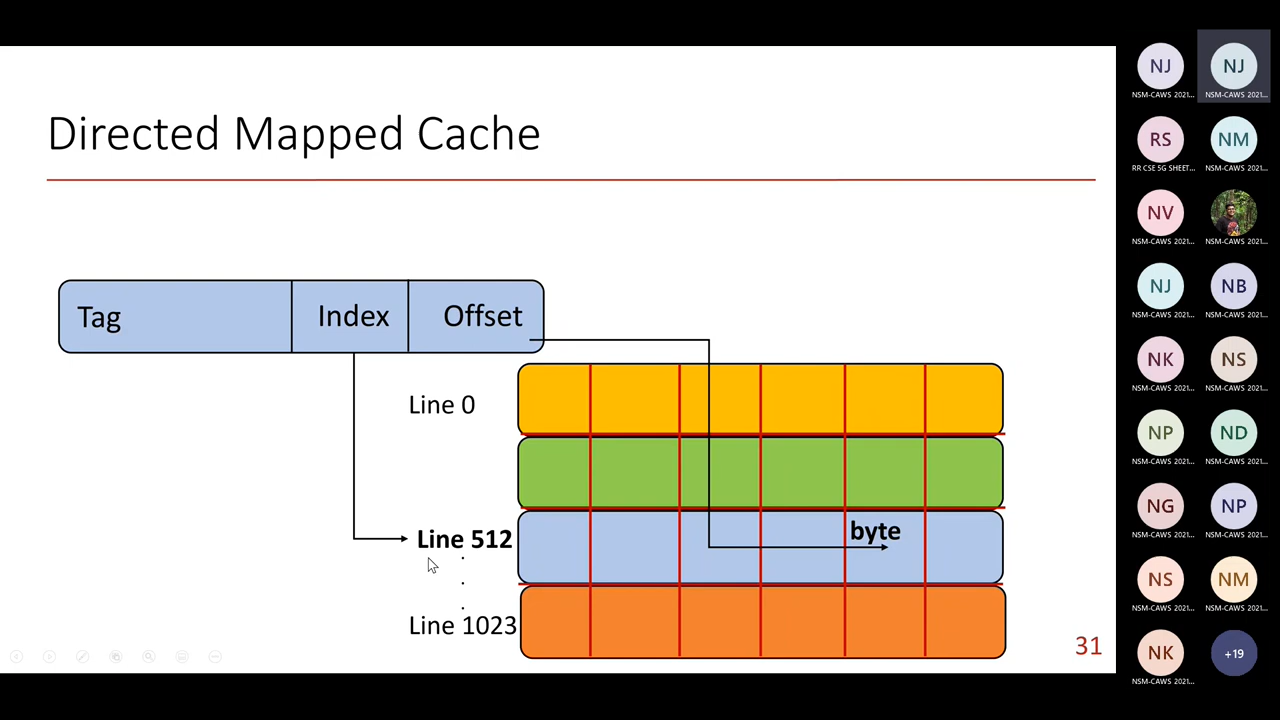 Directed Mapped Cache
Tag
Index
Offset
Line 0
Line 512
byte
.
.
.
Line 1023
31
NJ
NSM-CAWS 2021...
NJ
NSM-CAWS 2021...
RS
RR CSE 5G SHEET...
NM
NSM-CAWS 2021...
NV
NSM-CAWS 2021...
NSM-CAWS 2021...
NJ
NSM-CAWS 2021...
NB
NSM-CAWS 2021...
NK
NSM-CAWS 2021...
NS
NSM-CAWS 2021...
NP
NSM-CAWS 2021...
ND
NSM-CAWS 2021...
NG
NSM-CAWS 2021...
NP
NSM-CAWS 2021...
NS
NSM-CAWS 2021...
NM
NSM-CAWS 2021...
NK
NSM-CAWS 2021...
+19